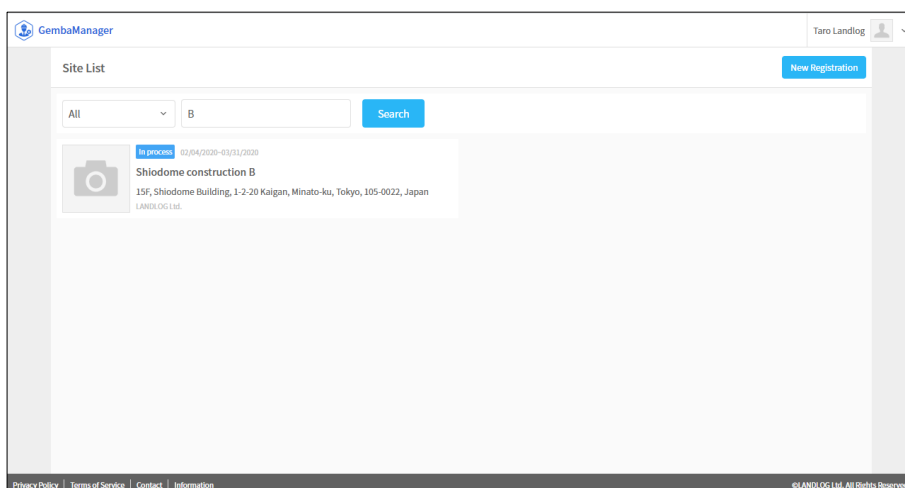 GembaManager
Taro Landlog
Site List
New Registration
All
B
Search
In process 02/04/2020~03/31/2020
Shiodome construction B
15F, Shiodome Building, 1-2-20 Kaigan, Minato-ku, Tokyo, 105-0022, Japan
LANDLOG Ltd.
Privacy Policy | Terms of Service | Contact | Information
©LANDLOG Ltd. All Rights Reserved